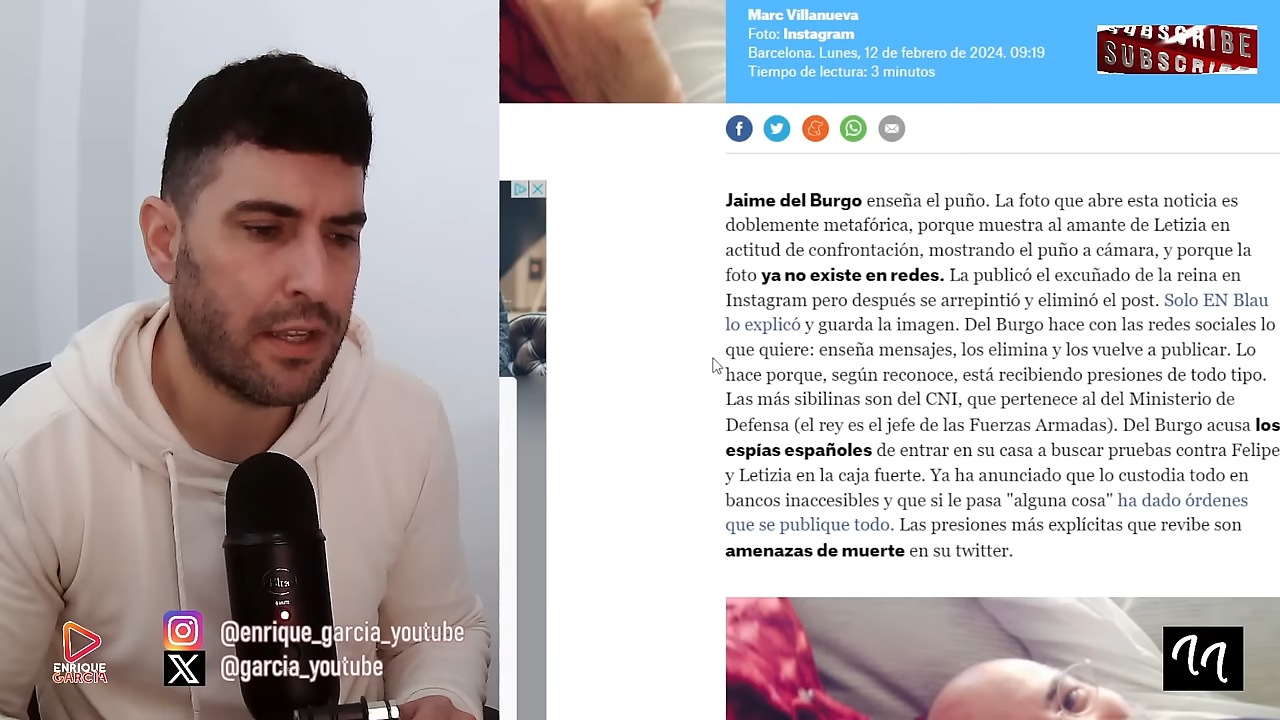 Marc Villanueva
Foto: Instagram
Barcelona. Lunes, 12 de febrero de 2024. 09:19
Tiempo de lectura: 3 minutos
SUBSCRIBE
SUBSCRIBE
Jaime del Burgo enseña el puño. La foto que abre esta noticia es
doblemente metafórica, porque muestra al amante de Letizia en
actitud de confrontación, mostrando el puño a cámara, y porque la
foto ya no existe en redes. La publicó el excuñado de la reina en
Instagram pero después se arrepintió y eliminó el post. Solo EN Blau
lo explicó y guarda la imagen. Del Burgo hace con las redes sociales lo
que quiere: enseña mensajes, los elimina y los vuelve a publicar. Lo
hace porque, según reconoce, está recibiendo presiones de todo tipo.
Las más sibilinas son del CNI, que pertenece al del Ministerio de
Defensa (el rey es el jefe de las Fuerzas Armadas). Del Burgo acusa los
espías españoles de entrar en su casa a buscar pruebas contra Felipe
y Letizia en la caja fuerte. Ya ha anunciado que lo custodia todo en
bancos inaccesibles y que si le pasa "alguna cosa" ha dado órdenes
que se publique todo. Las presiones más explícitas que revibe son
amenazas de muerte en su twitter.
Blue
@enrique_garcia_youtube
@garcia_youtube
ENRIQUE
GARCIA